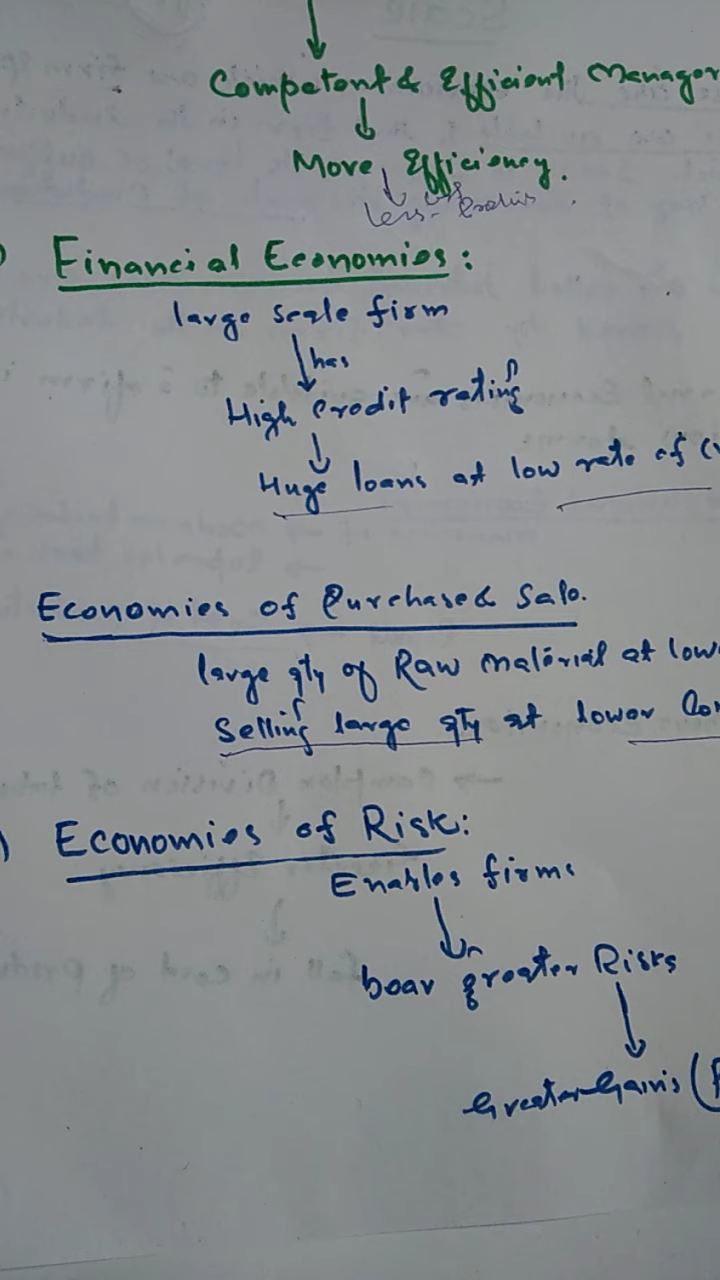 Competent & Efficient Manager
More Efficiency.
less
Financial Economies:
large scale firm
has
High credit rating
Huge loans at low rate of
Economies of Purchase & Sale.
large qty of Raw Material at low
Selling large qty at lower
Economies of Risk:
Enables firms
bear greater Risks
Greater Gains (